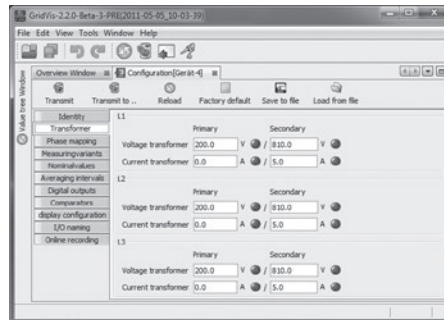 GridVis-2.2.0-Beta-3-PRE(2011-05-05_10-03-39)
File Edit View Tools Window Help
Value tree Window
Overview Window
Configuration[Gerät-4]
Transmit
Transmit to ..
Reload
Factory default
Save to file
Load from file
Identity
Transformer
Phase mapping
Measuringvariants
Nominalvalues
Averaging intervals
Digital outputs
Comparators
display configuration
I/O naming
Online recording
L1
Primary Secondary
Voltage transformer 200.0 V / 810.0 V
Current transformer 0.0 A / 5.0 A
L2
Primary Secondary
Voltage transformer 200.0 V / 810.0 V
Current transformer 0.0 A / 5.0 A
L3
Primary Secondary
Voltage transformer 200.0 V / 810.0 V
Current transformer 0.0 A / 5.0 A